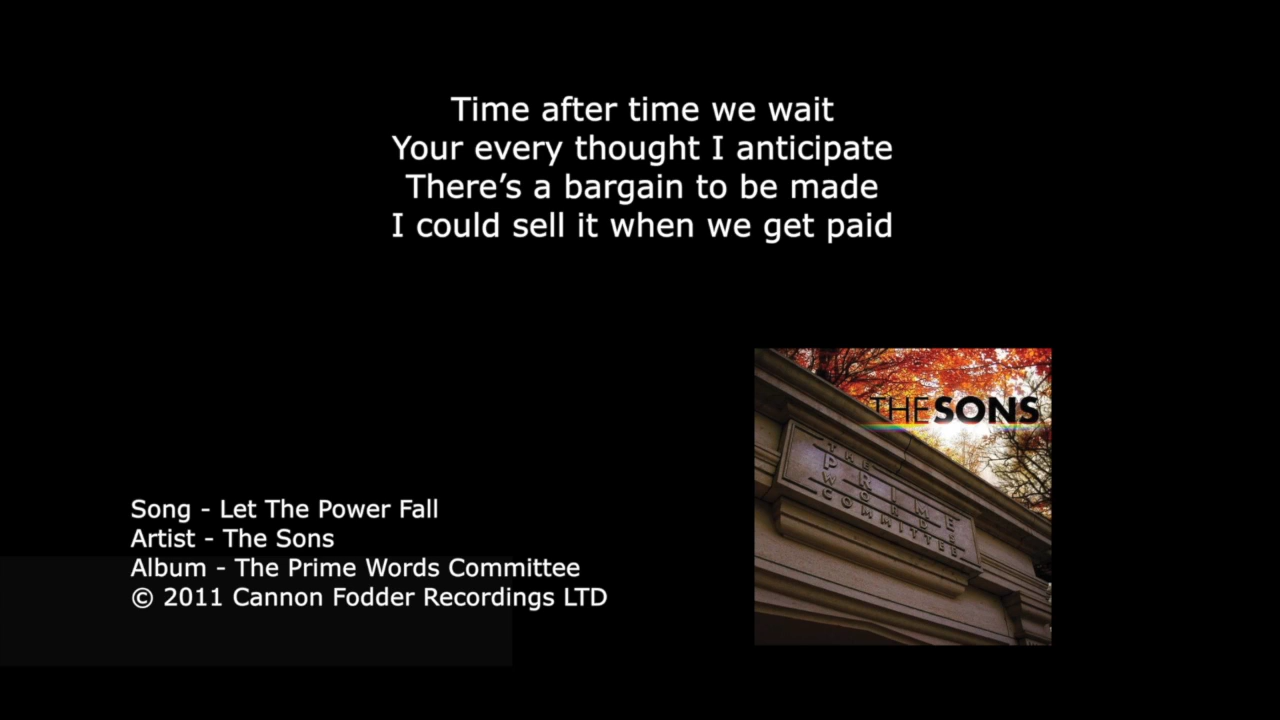 Time after time we wait
Your every thought I anticipate
There’s a bargain to be made
I could sell it when we get paid
THE SONS
THE
PRIME
WORDS
COMMITTEE
Song - Let The Power Fall
Artist - The Sons
Album - The Prime Words Committee
© 2011 Cannon Fodder Recordings LTD